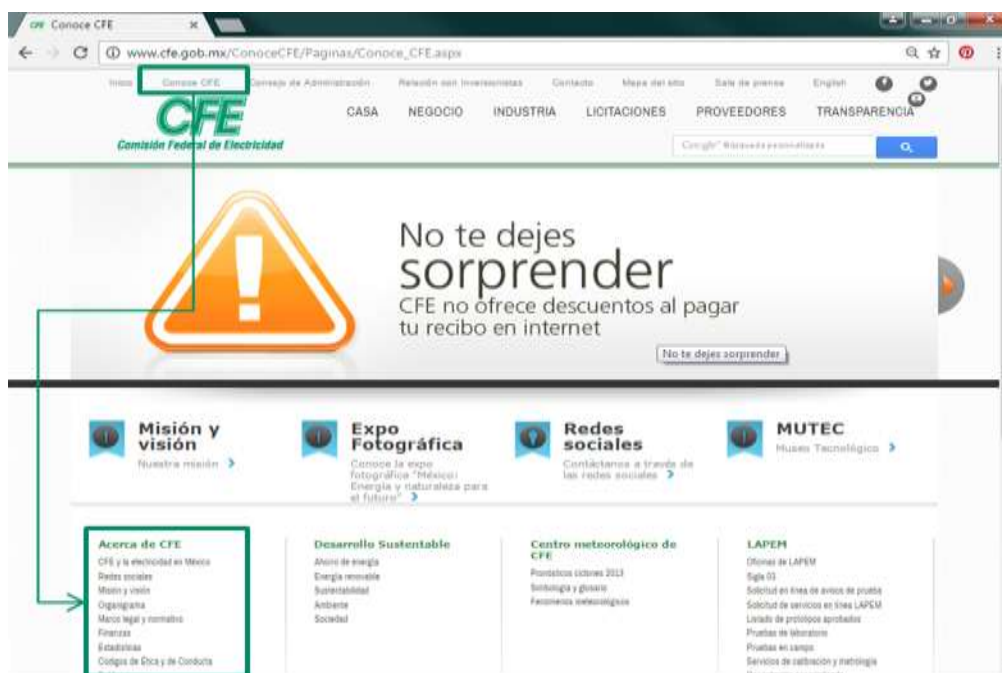 CFE Conoce CFE
www.cfe.gob.mx/ConoceCFE/Paginas/Conoce_CFE.aspx
Inicio Conoce CFE Consejo de Administración Relación con Inversionistas Contacto Mapa del sitio Sala de prensa English
CFE
Comisión Federal de Electricidad
CASA NEGOCIO INDUSTRIA LICITACIONES PROVEEDORES TRANSPARENCIA
Google™ Búsqueda personalizada
No te dejes
sorprender
CFE no ofrece descuentos al pagar
tu recibo en internet
No te dejes sorprender
Misión y
visión
Nuestra misión
Expo
Fotográfica
Conoce la expo
fotográfica "México:
Energía y naturaleza para
el futuro"
Redes
sociales
Contáctanos a través de
las redes sociales
MUTEC
Museo Tecnológico
Acerca de CFE
CFE y la electricidad en México
Redes sociales
Misión y visión
Organigrama
Marco legal y normativo
Finanzas
Estadísticas
Códigos de Ética y de Conducta
Desarrollo Sustentable
Ahorro de energía
Energía renovable
Sustentabilidad
Ambiente
Sociedad
Centro meteorológico de
CFE
Pronósticos ciclones 2013
Simbología y glosario
Fenómenos meteorológicos
LAPEM
Oficinas de LAPEM
Sigla 03
Solicitud en línea de avisos de prueba
Solicitud de servicios en línea LAPEM
Listado de prototipos aprobados
Pruebas de laboratorio
Pruebas en campo
Servicios de calibración y metrología